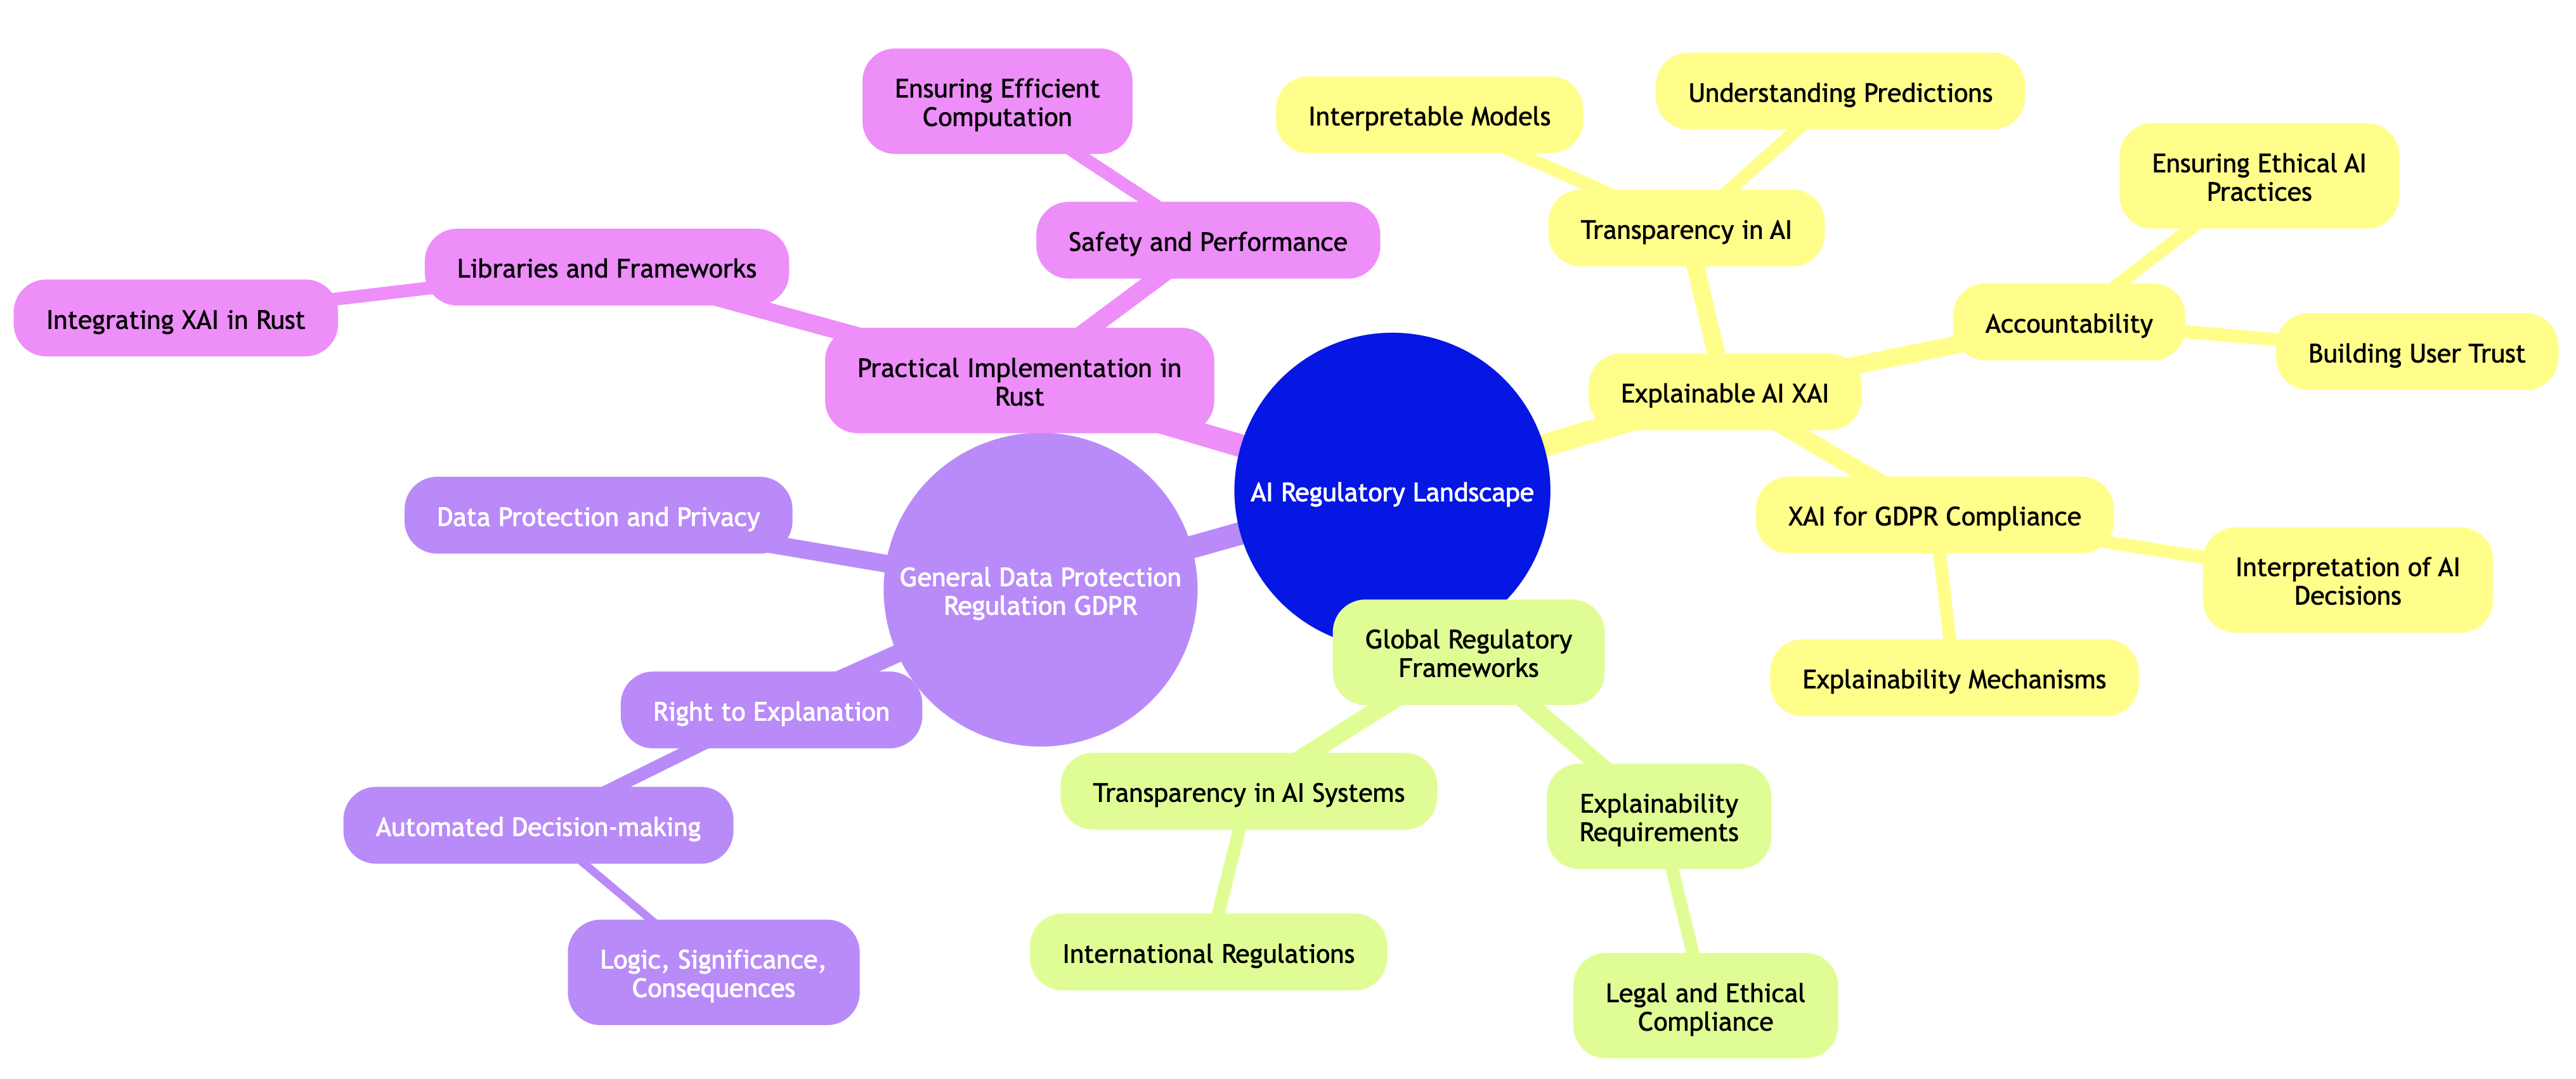 Ensuring Efficient
Computation
Interpretable Models
Understanding Predictions
Ensuring Ethical AI
Practices
Safety and Performance
Transparency in AI
Libraries and Frameworks
Integrating XAI in Rust
Accountability
Building User Trust
Practical Implementation in
Rust
Explainable AI XAI
AI Regulatory Landscape
Data Protection and Privacy
XAI for GDPR Compliance
General Data Protection
Regulation GDPR
Interpretation of AI
Decisions
Global Regulatory
Frameworks
Explainability Mechanisms
Right to Explanation
Transparency in AI Systems
Explainability
Requirements
Automated Decision-making
International Regulations
Logic, Significance,
Consequences
Legal and Ethical
Compliance